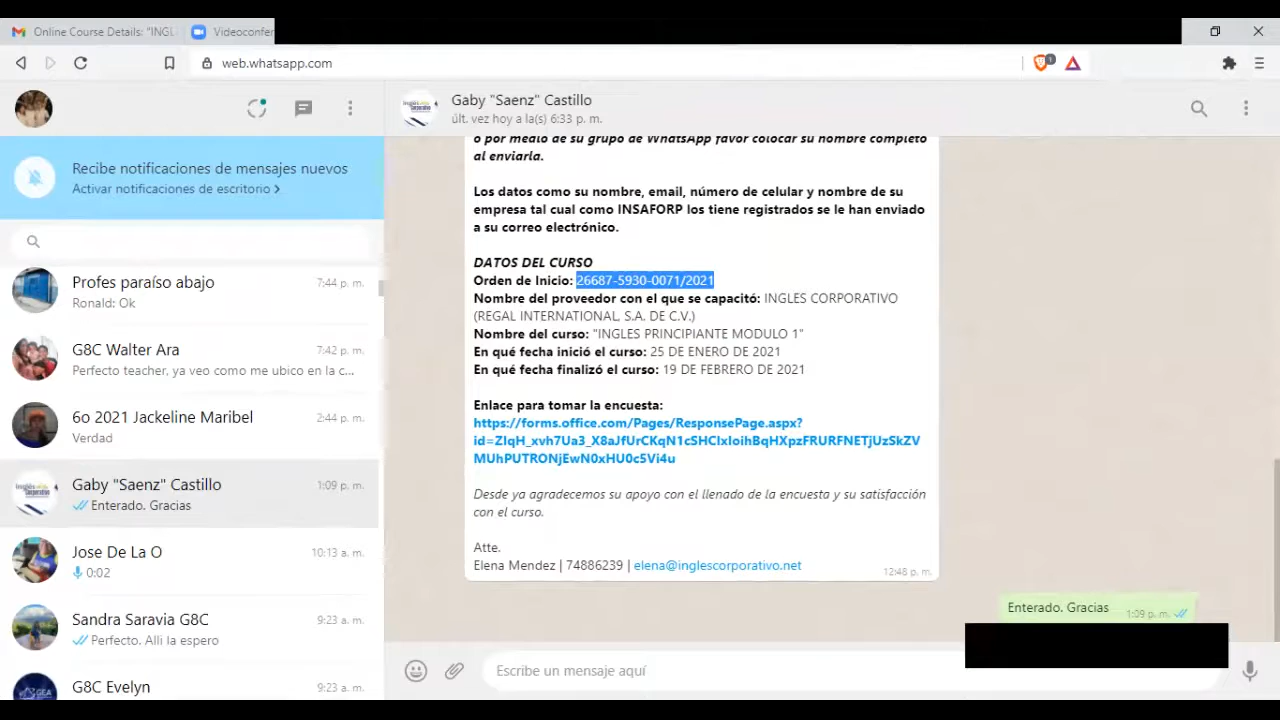 Online Course Details: "INGL
Videoconfer
web.whatsapp.com
1
Gaby "Saenz" Castillo
últ. vez hoy a la(s) 6:33 p. m.
Recibe notificaciones de mensajes nuevos
Activar notificaciones de escritorio >
Profes paraíso abajo
7:44 p. m.
Ronald: Ok
G8C Walter Ara
7:42 p. m.
Perfecto teacher, ya veo como me ubico en la c...
6o 2021 Jackeline Maribel
2:44 p. m.
Verdad
Gaby "Saenz" Castillo
1:09 p. m.
Enterado. Gracias
Jose De La O
10:13 a. m.
0:02
Sandra Saravia G8C
9:23 a. m.
Perfecto. Alli la espero
G8C Evelyn
9:23 a. m.
o por medio de su grupo de WhatsApp favor colocar su nombre completo
al enviarla.
Los datos como su nombre, email, número de celular y nombre de su
empresa tal cual como INSAFORP los tiene registrados se le han enviado
a su correo electrónico.
DATOS DEL CURSO
Orden de Inicio: 26687-5930-0071/2021
Nombre del proveedor con el que se capacitó: INGLES CORPORATIVO
(REGAL INTERNATIONAL, S.A. DE C.V.)
Nombre del curso: "INGLES PRINCIPIANTE MODULO 1"
En qué fecha inició el curso: 25 DE ENERO DE 2021
En qué fecha finalizó el curso: 19 DE FEBRERO DE 2021
Enlace para tomar la encuesta:
https://forms.office.com/Pages/ResponsePage.aspx?
id=ZIqH_xvh7Ua3_X8aJfUrCKqN1cSHCIxIoihBqHXpzFRURFNETjUzSkZV
MUhPUTRONjEwN0xHU0c5Vi4u
Desde ya agradecemos su apoyo con el llenado de la encuesta y su satisfacción
con el curso.
Atte.
Elena Mendez | 74886239 | elena@inglescorporativo.net
12:48 p. m.
Enterado. Gracias
1:09 p. m.
Escribe un mensaje aquí